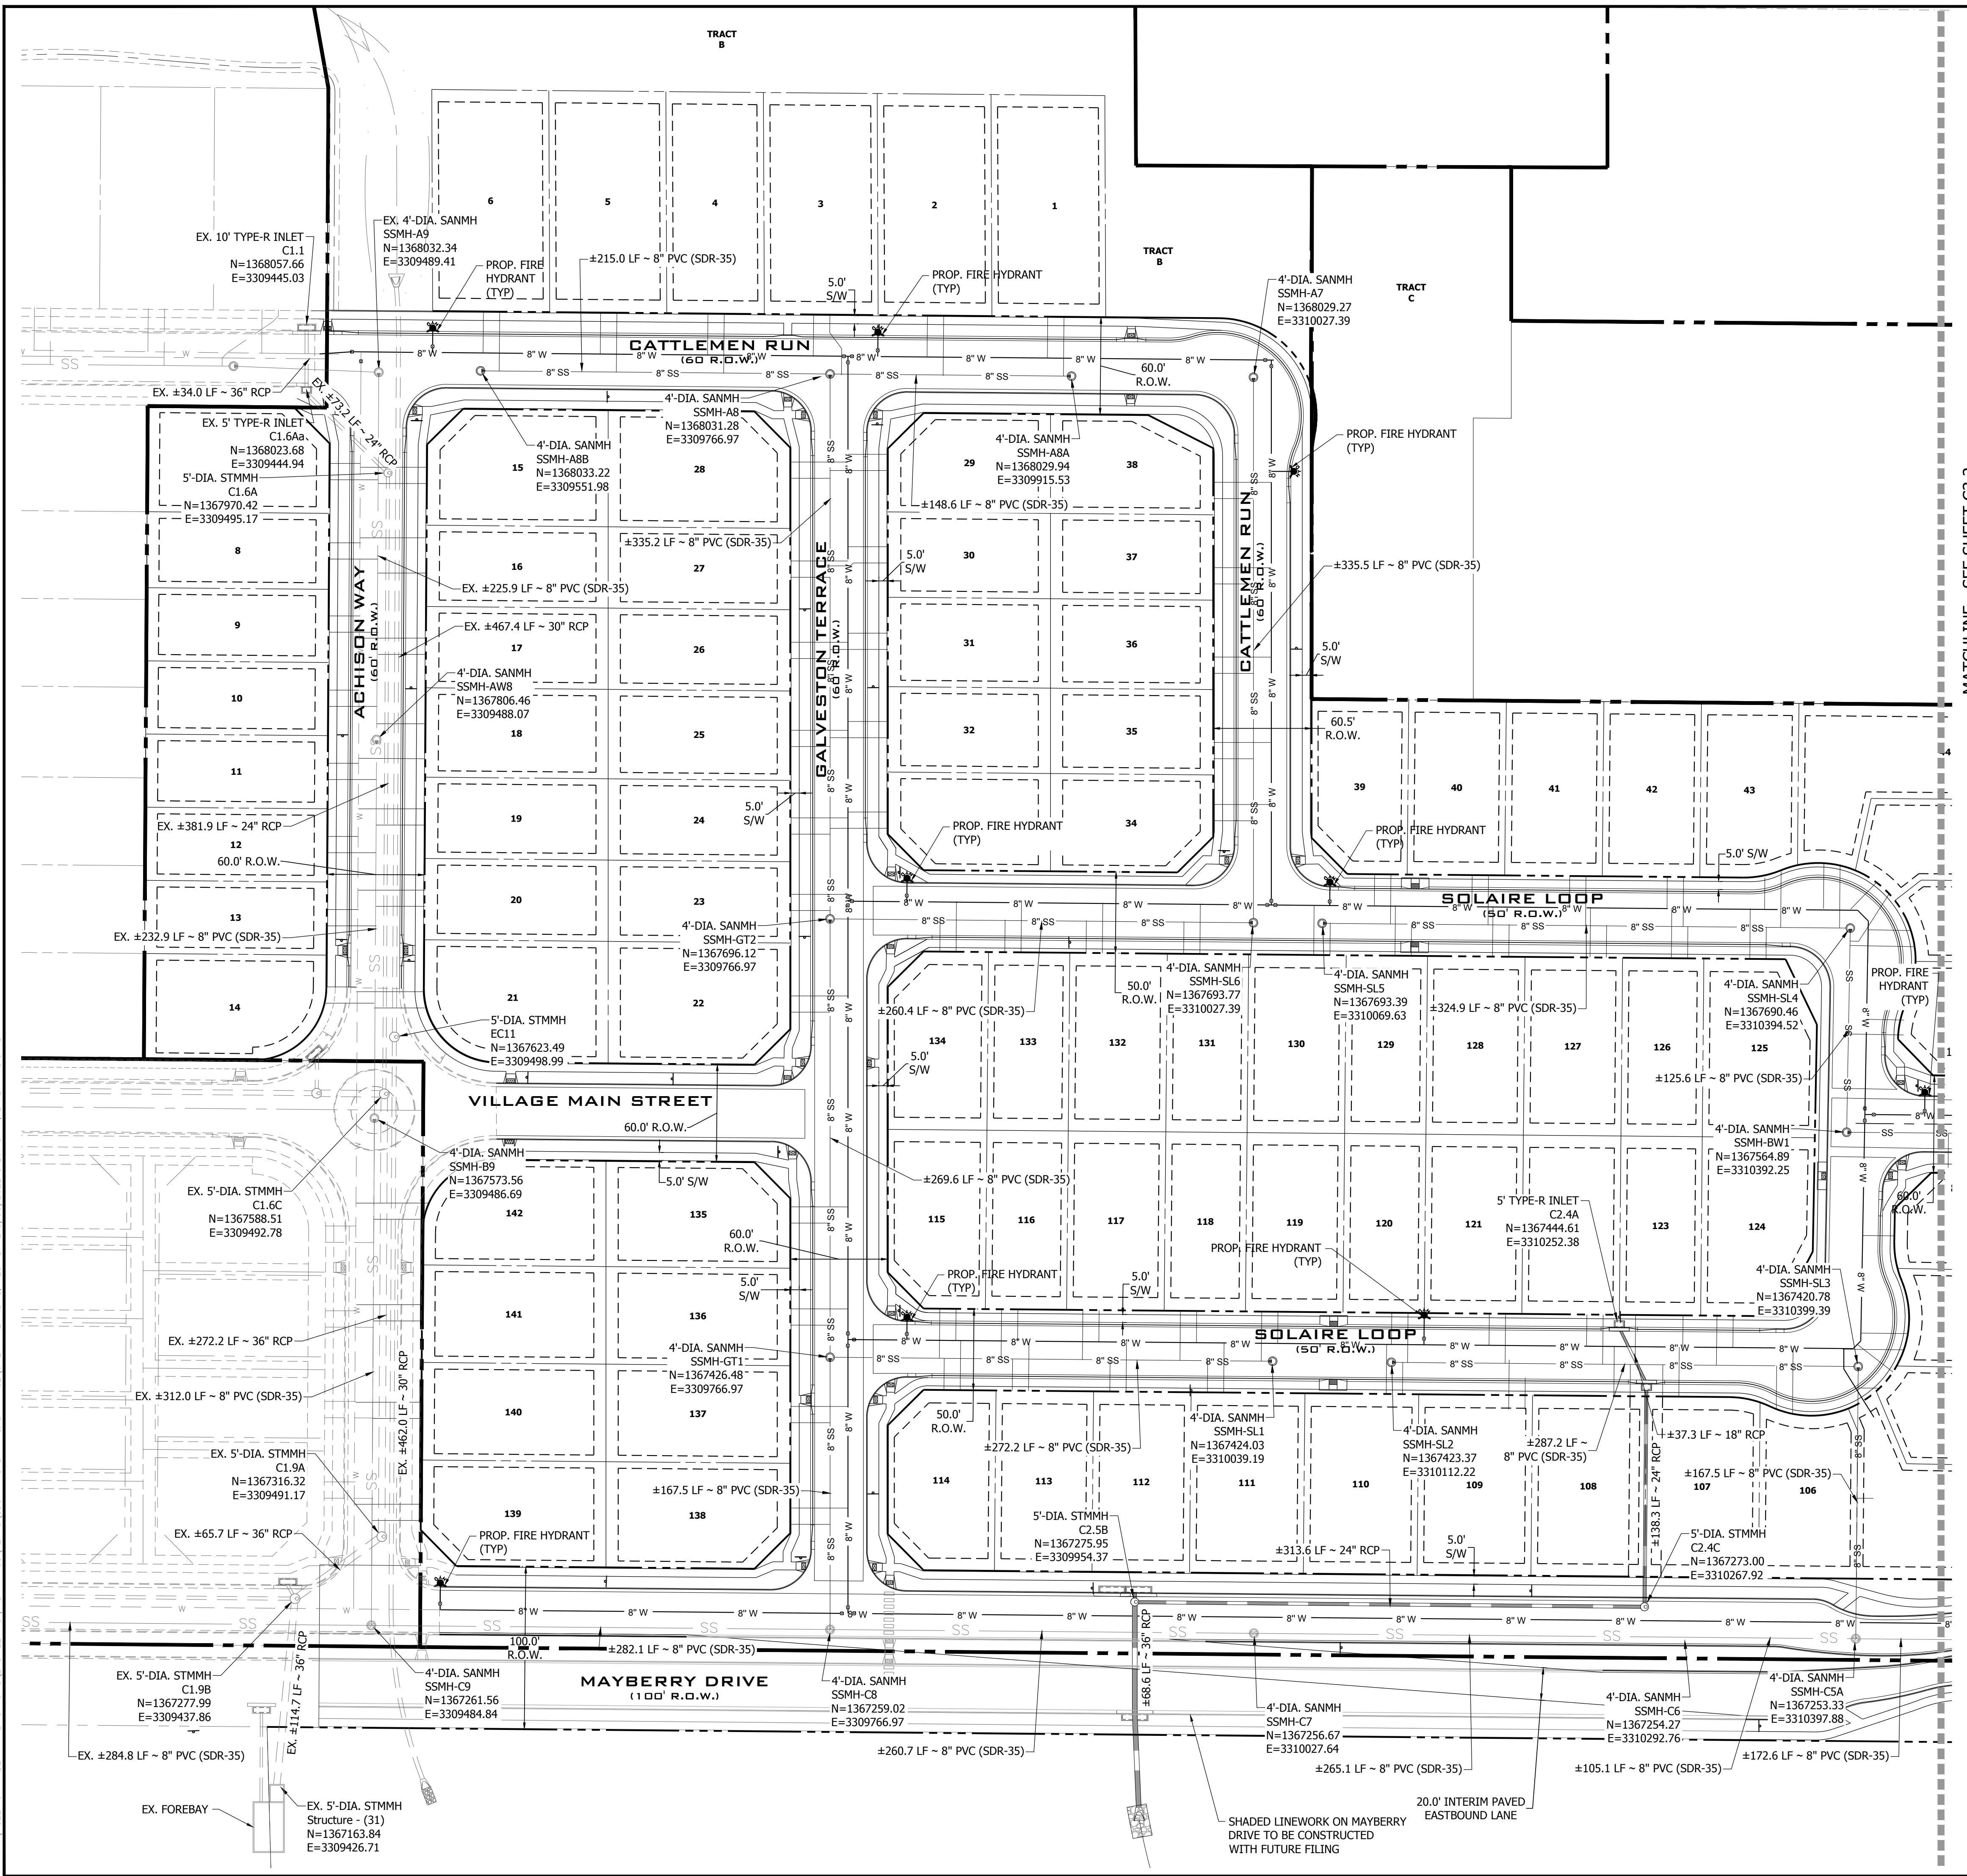 TRACT
B
6
5
4
3
2
1
TRACT
B
TRACT
C
EX. 10' TYPE-R INLET
C1.1
N=1368057.66
E=3309445.03
EX. 4'-DIA. SANMH
SSMH-A9
N=1368032.34
E=3309489.41
PROP. FIRE
HYDRANT
(TYP)
±215.0 LF ~ 8" PVC (SDR-35)
5.0'
S/W
PROP. FIRE HYDRANT
(TYP)
4'-DIA. SANMH
SSMH-A7
N=1368029.27
E=3310027.39
CATTLEMEN RUN
(60 R.O.W.)
8" W
8" SS
60.0'
R.O.W.
EX. ±34.0 LF ~ 36" RCP
EX. ±73.2 LF ~ 24" RCP
EX. 5' TYPE-R INLET
C1.6Aa
N=1368023.68
E=3309444.94
5'-DIA. STMMH
C1.6A
N=1367970.42
E=3309495.17
4'-DIA. SANMH
SSMH-A8B
N=1368033.22
E=3309551.98
4'-DIA. SANMH
SSMH-A8
N=1368031.28
E=3309766.97
4'-DIA. SANMH
SSMH-A8A
N=1368029.94
E=3309915.53
PROP. FIRE HYDRANT
(TYP)
15
28
29
38
±148.6 LF ~ 8" PVC (SDR-35)
±335.2 LF ~ 8" PVC (SDR-35)
MATCHLINE - SEE SHEET C3.2
8
16
27
30
37
5.0'
S/W
±335.5 LF ~ 8" PVC (SDR-35)
ACHISON WAY
(60' R.O.W.)
GALVESTON TERRACE
(60' R.O.W.)
CATTLEMEN RUN
(60' R.O.W.)
EX. ±225.9 LF ~ 8" PVC (SDR-35)
EX. ±467.4 LF ~ 30" RCP
9
17
26
31
36
5.0'
S/W
4'-DIA. SANMH
SSMH-AW8
N=1367806.46
E=3309488.07
10
18
25
32
35
60.5'
R.O.W.
11
19
24
34
39
40
41
42
43
5.0'
S/W
EX. ±381.9 LF ~ 24" RCP
12
60.0' R.O.W.
PROP. FIRE HYDRANT
(TYP)
PROP. FIRE HYDRANT
(TYP)
5.0' S/W
13
20
23
SOLAIRE LOOP
(50' R.O.W.)
EX. ±232.9 LF ~ 8" PVC (SDR-35)
4'-DIA. SANMH
SSMH-GT2
N=1367696.12
E=3309766.97
14
21
22
5'-DIA. STMMH
EC11
N=1367623.49
E=3309498.99
±260.4 LF ~ 8" PVC (SDR-35)
50.0'
R.O.W.
4'-DIA. SANMH
SSMH-SL6
N=1367693.77
E=3310027.39
4'-DIA. SANMH
SSMH-SL5
N=1367693.39
E=3310069.63
±324.9 LF ~ 8" PVC (SDR-35)
4'-DIA. SANMH
SSMH-SL4
N=1367690.46
E=3310394.52
PROP. FIRE
HYDRANT
(TYP)
134
133
132
131
130
129
128
127
126
125
5.0'
S/W
±125.6 LF ~ 8" PVC (SDR-35)
VILLAGE MAIN STREET
60.0' R.O.W.
4'-DIA. SANMH
SSMH-B9
N=1367573.56
E=3309486.69
5.0' S/W
±269.6 LF ~ 8" PVC (SDR-35)
4'-DIA. SANMH
SSMH-BW1
N=1367564.89
E=3310392.25
EX. 5'-DIA. STMMH
C1.6C
N=1367588.51
E=3309492.78
142
135
115
116
117
118
119
120
121
123
124
5' TYPE-R INLET
C2.4A
N=1367444.61
E=3310252.38
60.0'
R.O.W.
60.0'
R.O.W.
PROP. FIRE HYDRANT
(TYP)
PROP. FIRE HYDRANT
(TYP)
5.0'
S/W
5.0'
S/W
4'-DIA. SANMH
SSMH-SL3
N=1367420.78
E=3310399.39
141
136
EX. ±272.2 LF ~ 36" RCP
EX. ±312.0 LF ~ 8" PVC (SDR-35)
EX. ±462.0 LF ~ 30" RCP
SOLAIRE LOOP
(50' R.O.W.)
4'-DIA. SANMH
SSMH-GT1
N=1367426.48
E=3309766.97
140
137
50.0'
R.O.W.
±272.2 LF ~ 8" PVC (SDR-35)
4'-DIA. SANMH
SSMH-SL1
N=1367424.03
E=3310039.19
4'-DIA. SANMH
SSMH-SL2
N=1367423.37
E=3310112.22
±287.2 LF ~
8" PVC (SDR-35)
±37.3 LF ~ 18" RCP
±138.3 LF ~ 24" RCP
±167.5 LF ~ 8" PVC (SDR-35)
EX. 5'-DIA. STMMH
C1.9A
N=1367316.32
E=3309491.17
±167.5 LF ~ 8" PVC (SDR-35)
114
113
112
111
110
109
108
107
106
139
138
EX. ±65.7 LF ~ 36" RCP
PROP. FIRE HYDRANT
(TYP)
5'-DIA. STMMH
C2.5B
N=1367275.95
E=3309954.37
±313.6 LF ~ 24" RCP
5.0'
S/W
5'-DIA. STMMH
C2.4C
N=1367273.00
E=3310267.92
100.0'
R.O.W.
±282.1 LF ~ 8" PVC (SDR-35)
MAYBERRY DRIVE
(100' R.O.W.)
±68.6 LF ~ 36" RCP
EX. ±114.7 LF ~ 36" RCP
EX. 5'-DIA. STMMH
C1.9B
N=1367277.99
E=3309437.86
4'-DIA. SANMH
SSMH-C9
N=1367261.56
E=3309484.84
4'-DIA. SANMH
SSMH-C8
N=1367259.02
E=3309766.97
4'-DIA. SANMH
SSMH-C7
N=1367256.67
E=3310027.64
4'-DIA. SANMH
SSMH-C6
N=1367254.27
E=3310292.76
4'-DIA. SANMH
SSMH-C5A
N=1367253.33
E=3310397.88
EX. ±284.8 LF ~ 8" PVC (SDR-35)
±260.7 LF ~ 8" PVC (SDR-35)
±265.1 LF ~ 8" PVC (SDR-35)
±105.1 LF ~ 8" PVC (SDR-35)
±172.6 LF ~ 8" PVC (SDR-35)
EX. FOREBAY
EX. 5'-DIA. STMMH
Structure - (31)
N=1367163.84
E=3309426.71
SHADED LINEWORK ON MAYBERRY
DRIVE TO BE CONSTRUCTED
WITH FUTURE FILING
20.0' INTERIM PAVED
EASTBOUND LANE